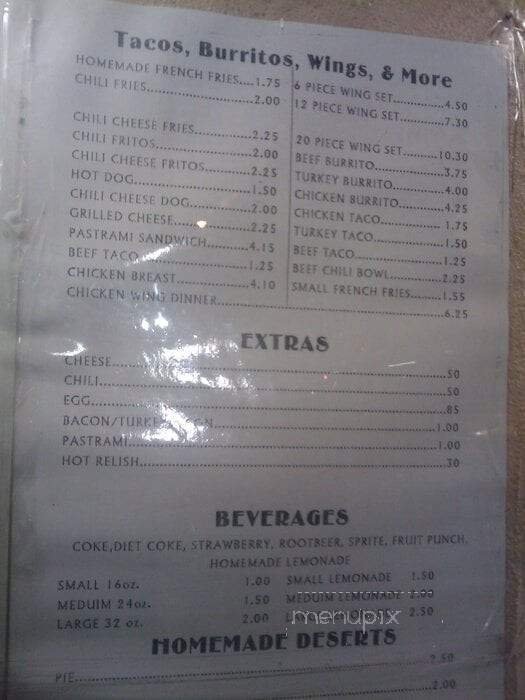 Tacos, Burritos, Wings, & More
HOMEMADE FRENCH FRIES....1.75
CHILI FRIES..................2.00
CHILI CHEESE FRIES..............2.25
CHILI FRITOS......................2.00
CHILI CHEESE FRITOS...........2.25
HOT DOG..........................1.50
CHILI CHEESE DOG..............2.00
GRILLED CHEESE..................2.25
PASTRAMI SANDWICH.........4.15
BEEF TACO.......................1.25
CHICKEN BREAST................4.10
CHICKEN WING DINNER..........................................6.25
6 PIECE WING SET............4.50
12 PIECE WING SET..........7.30
20 PIECE WING SET.........10.30
BEEF BURRITO................3.75
TURKEY BURRITO.............4.00
CHICKEN BURRITO............4.25
CHICKEN TACO................1.75
TURKEY TACO.................1.50
BEEF TACO.....................1.25
BEEF CHILI BOWL.............2.25
SMALL FRENCH FRIES........1.55
EXTRAS
CHEESE.................................50
CHILI....................................50
EGG......................................85
1.00
PASTRAMI..............................1.00
HOT RELISH............................30
BEVERAGES
COKE,DIET COKE, STRAWBERRY, ROOTBEER, SPRITE, FRUIT PUNCH,
HOMEMADE LEMONADE
SMALL 16oz. 1.00 SMALL LEMONADE 1.50
MEDUIM 24oz. 1.50 MEDUIM LEMONADE 2.00
LARGE 32 oz. 2.00 2.50
menupix
HOMEMADE DESERTS
PIE..............................2.50
2.00